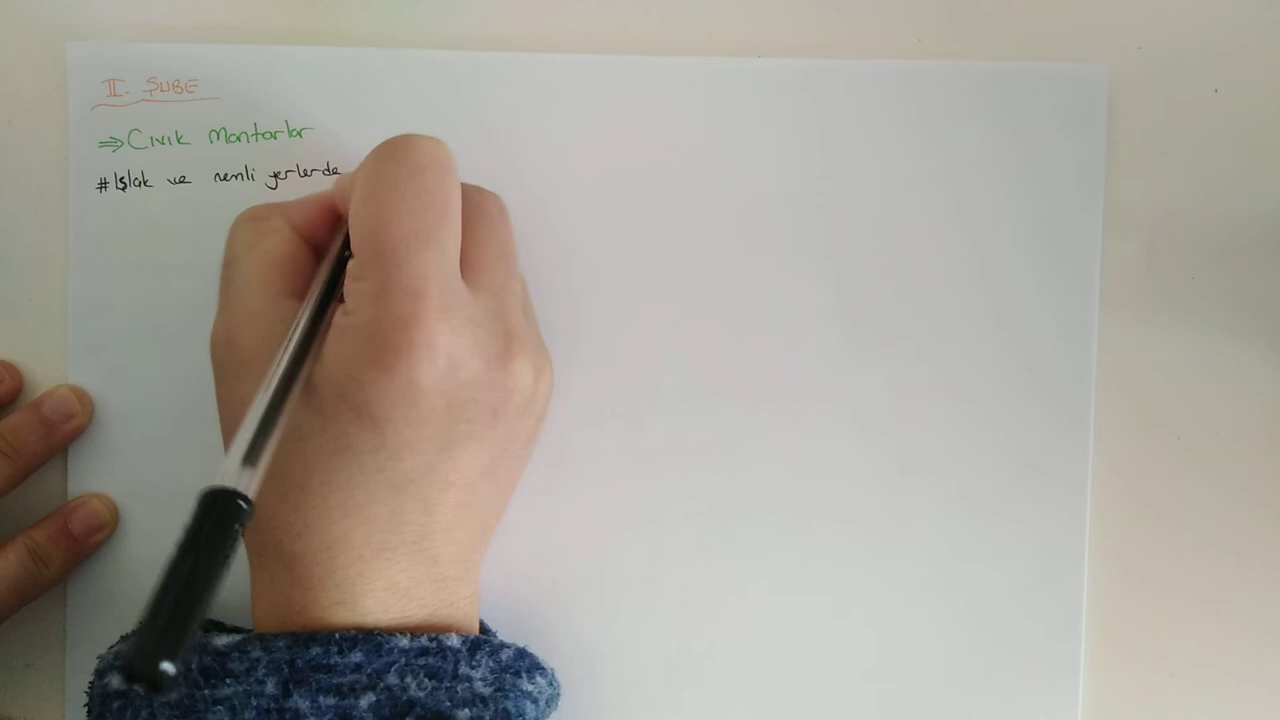 II. ŞUBE
⇒ Cıvık Mantarlar
# Islak ve nemli yerlerde